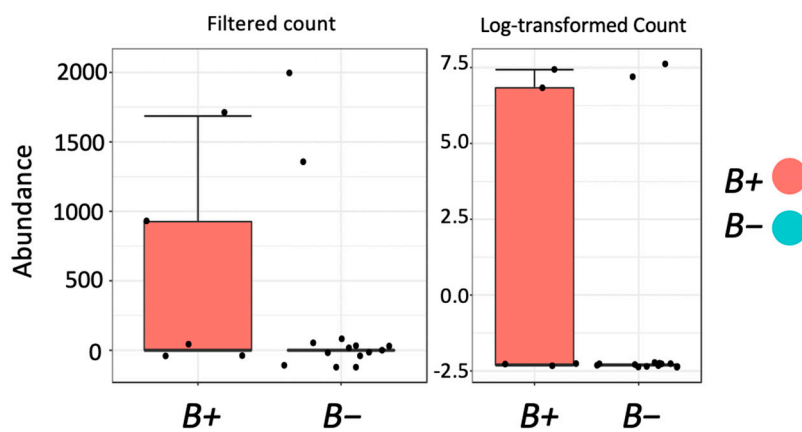 Filtered count
Log-transformed Count
Abundance
2000
1500
1000
500
0
7.5
5.0
2.5
0.0
-2.5
B+
B−
B+
B−
B+
B−